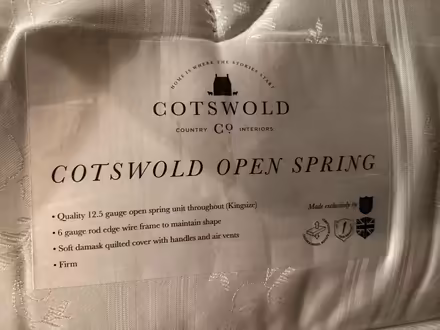 HOME IS WHERE THE STORIES START
COTSWOLD
COUNTRY Co INTERIORS
COTSWOLD OPEN SPRING
• Quality 12.5 gauge open spring unit throughout (Kingsize)
• 6 gauge rod edge wire frame to maintain shape
• Soft damask quilted cover with handles and air vents
• Firm
Made exclusively by